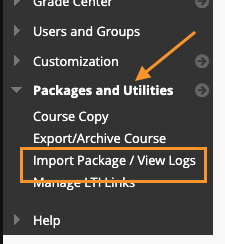 Grade Center
Users and Groups
Customization
Packages and Utilities
Course Copy
Export/Archive Course
Import Package / View Logs
Manage LTI Links
Help